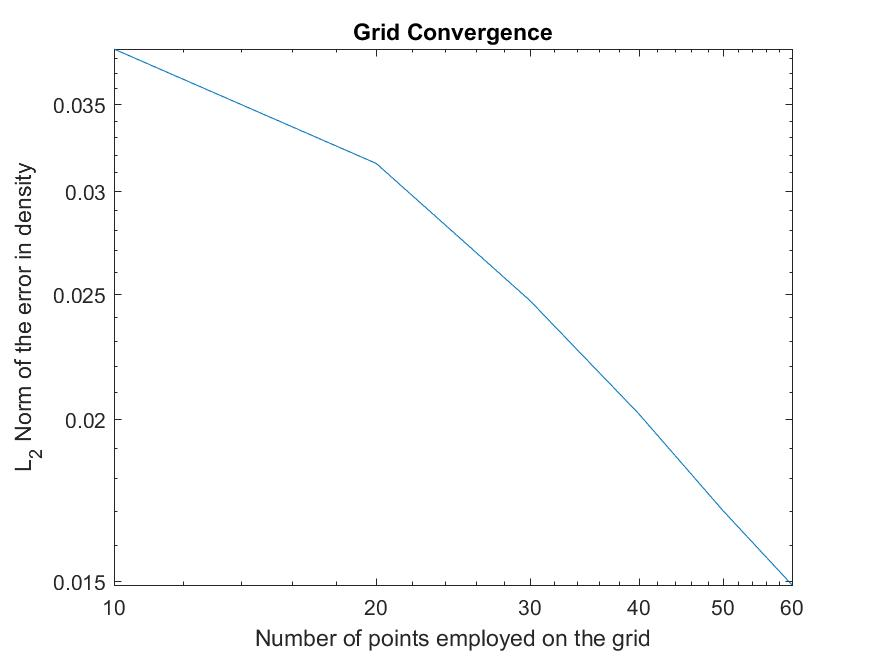 Grid Convergence
0.035
0.03
0.025
0.02
0.015
L2 Norm of the error in density
10 20 30 40 50 60
Number of points employed on the grid